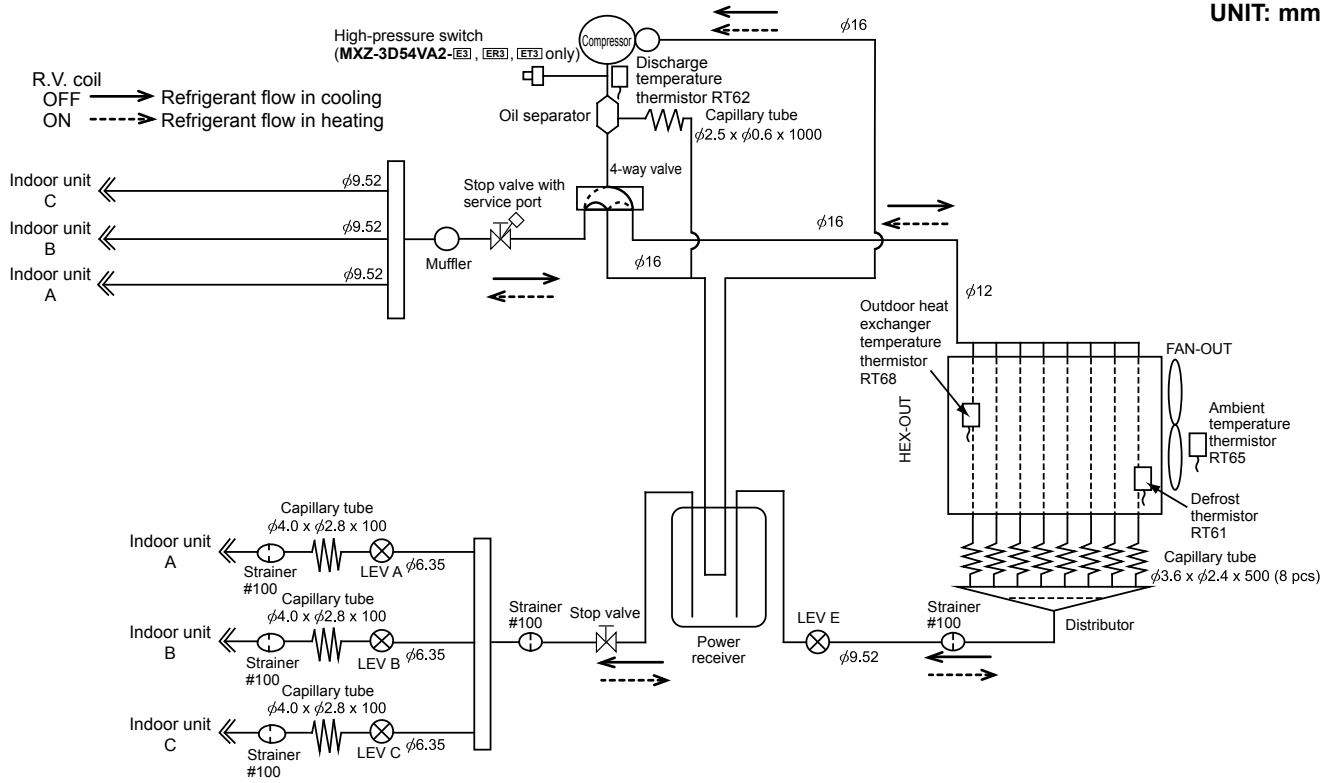 UNIT: mm
High-pressure switch
(MXZ-3D54VA2- E3 , ER3 , ET3 only)
Compressor
ϕ16
R.V. coil
OFF Refrigerant flow in cooling
ON Refrigerant flow in heating
Discharge
temperature
thermistor RT62
Oil separator
Capillary tube
ϕ2.5 x ϕ0.6 x 1000
4-way valve
Indoor unit
C
ϕ9.52
Stop valve with
service port
Indoor unit
B
ϕ9.52
Muffler
ϕ16
Indoor unit
A
ϕ9.52
ϕ16
ϕ12
Outdoor heat
exchanger
temperature
thermistor
RT68
FAN-OUT
HEX-OUT
Ambient
temperature
thermistor
RT65
Defrost
thermistor
RT61
Capillary tube
ϕ3.6 x ϕ2.4 x 500 (8 pcs)
Distributor
Capillary tube
ϕ4.0 x ϕ2.8 x 100
Indoor unit
A
Strainer
#100
LEV A
ϕ6.35
Capillary tube
ϕ4.0 x ϕ2.8 x 100
Indoor unit
B
Strainer
#100
LEV B
ϕ6.35
Capillary tube
ϕ4.0 x ϕ2.8 x 100
Indoor unit
C
Strainer
#100
LEV C
ϕ6.35
Strainer
#100
Stop valve
Power
receiver
LEV E
ϕ9.52
Strainer
#100